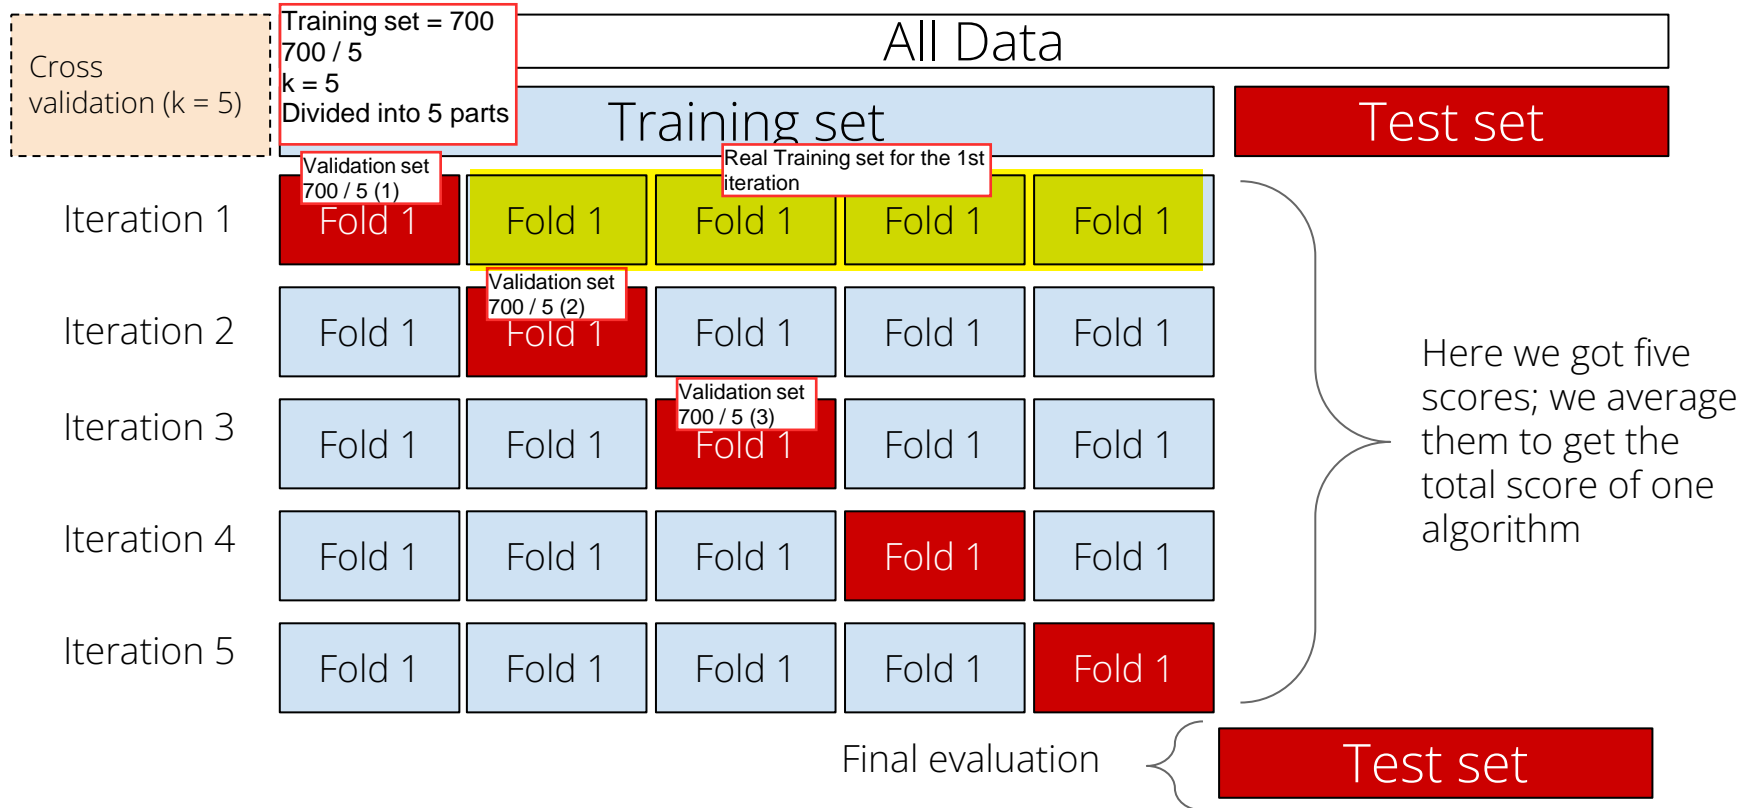 Cross
validation (k = 5)
Training set = 700
700 / 5
k = 5
Divided into 5 parts
All Data
Training set
Test set
Validation set
700 / 5 (1)
Real Training set for the 1st
iteration
Iteration 1
Fold 1
Fold 1
Fold 1
Fold 1
Fold 1
Validation set
700 / 5 (2)
Iteration 2
Fold 1
Fold 1
Fold 1
Fold 1
Fold 1
Validation set
700 / 5 (3)
Iteration 3
Fold 1
Fold 1
Fold 1
Fold 1
Fold 1
Iteration 4
Fold 1
Fold 1
Fold 1
Fold 1
Fold 1
Iteration 5
Fold 1
Fold 1
Fold 1
Fold 1
Fold 1
Here we got five
scores; we average
them to get the
total score of one
algorithm
Final evaluation
Test set